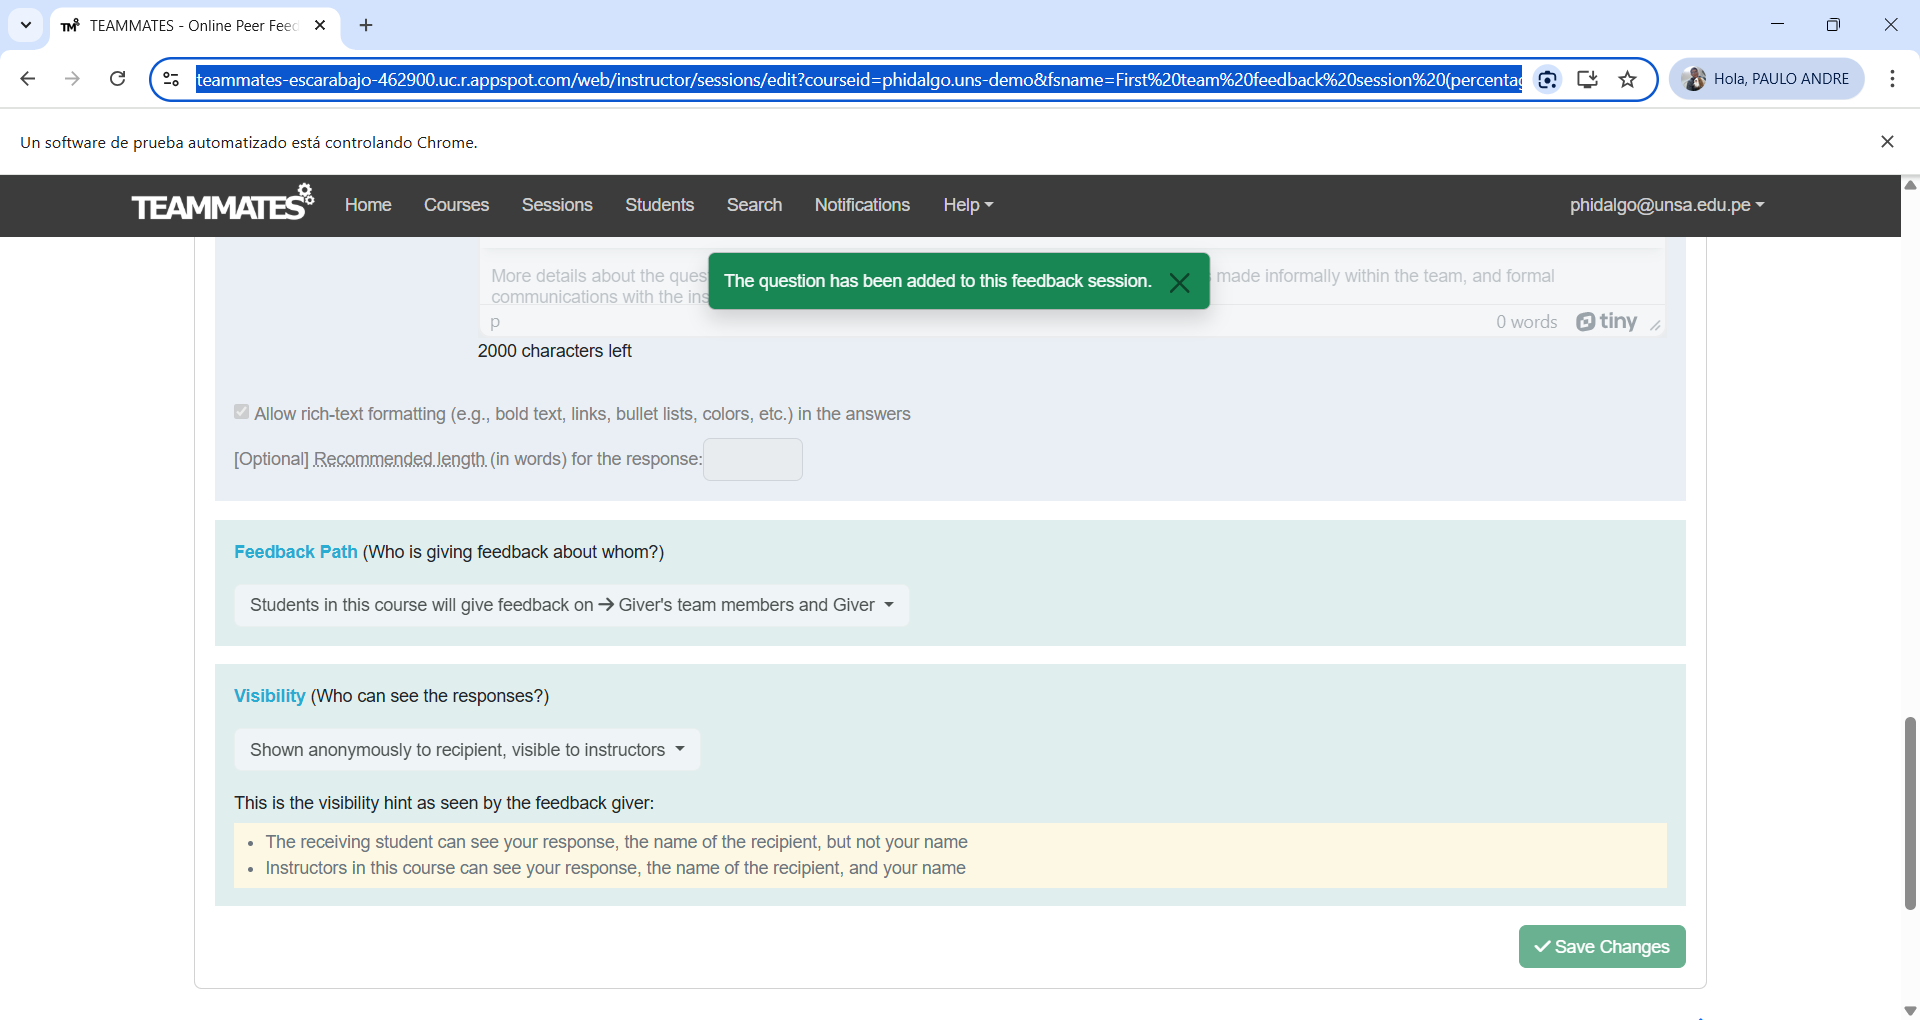 TEAMMATES - Online Peer Feed
teammates-escarabajo-462900.uc.r.appspot.com/web/instructor/sessions/edit?courseid=phidalgo.uns-demo&fsname=First%20team%20feedback%20session%20(percentag
Hola, PAULO ANDRE
Un software de prueba automatizado está controlando Chrome.
TEAMMATES Home Courses Sessions Students Search Notifications Help phidalgo@unsa.edu.pe
The question has been added to this feedback session.
More details about the ques made informally within the team, and formal
communications with the ins
p 0 words tiny
2000 characters left
Allow rich-text formatting (e.g., bold text, links, bullet lists, colors, etc.) in the answers
[Optional] Recommended length (in words) for the response:
Feedback Path (Who is giving feedback about whom?)
Students in this course will give feedback on → Giver's team members and Giver
Visibility (Who can see the responses?)
Shown anonymously to recipient, visible to instructors
This is the visibility hint as seen by the feedback giver:
• The receiving student can see your response, the name of the recipient, but not your name
• Instructors in this course can see your response, the name of the recipient, and your name
✓ Save Changes